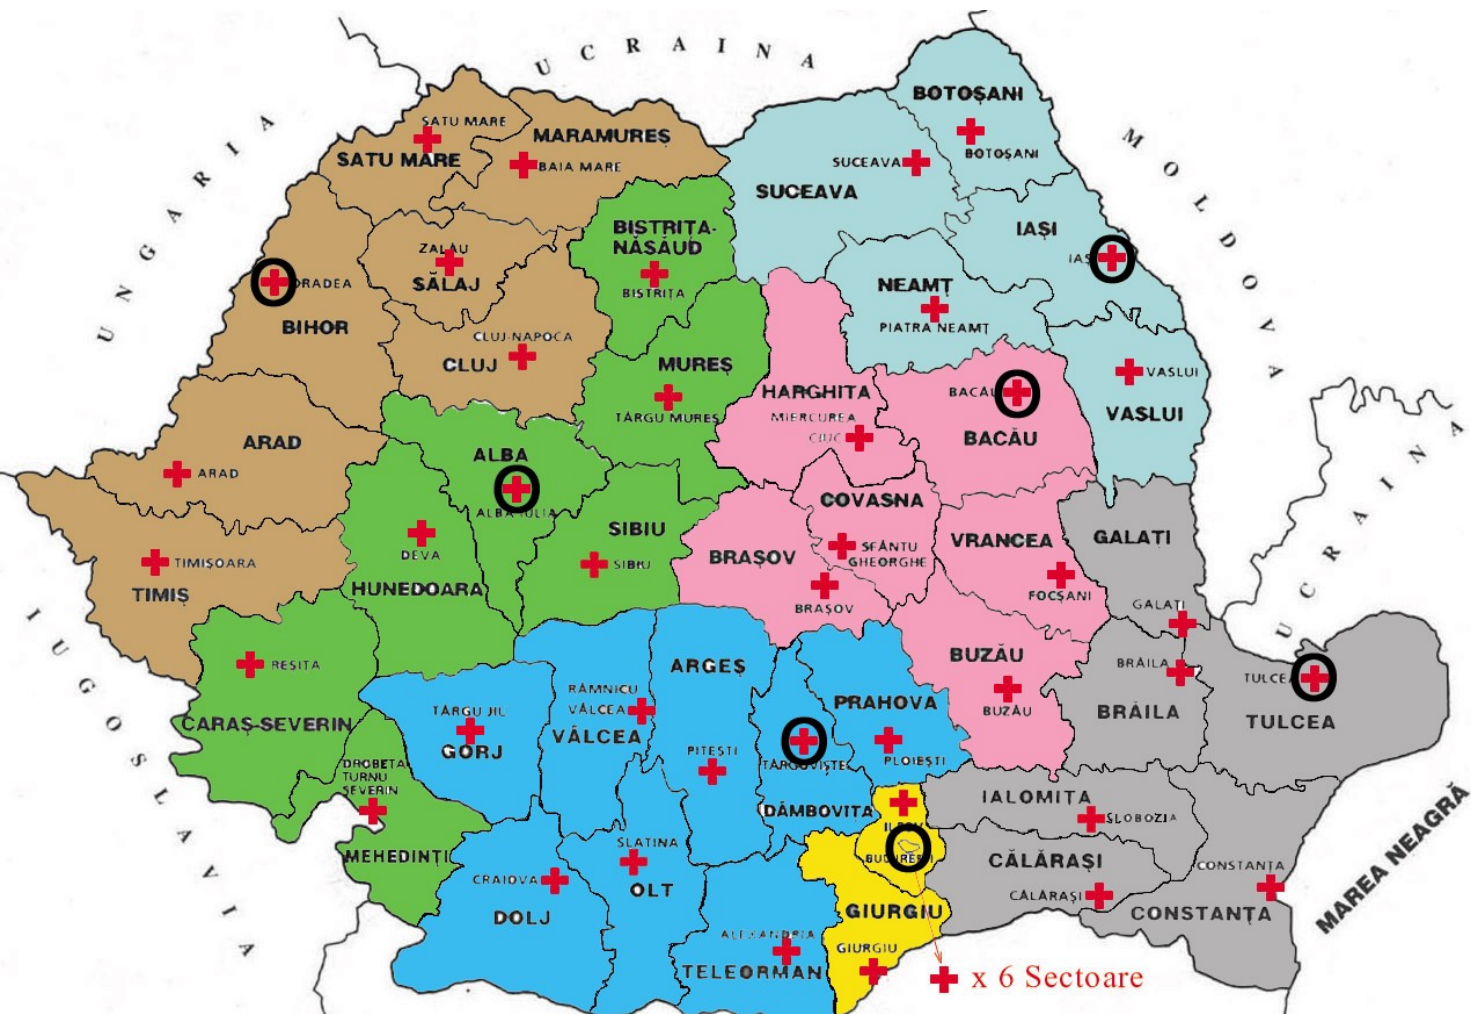 UCRAINA
UNGARIA
MOLDOVA
BOTOȘANI
BOTOȘANI
SATU MARE
SATU MARE
MARAMUREȘ
BAIA MARE
SUCEAVA
SUCEAVA
IAȘI
BISTRIȚA-
NĂSĂUD
BISTRIȚA
ZALĂU
SĂLAJ
ORADEA
BIHOR
NEAMȚ
PIATRA NEAMȚ
CLUJ-NAPOCA
CLUJ
MUREȘ
TÂRGU MUREȘ
HARGHITA
MIERCUREA
CIUC
BACĂU
BACĂU
VASLUI
VASLUI
ARAD
ARAD
ALBA
ALBA IULIA
UCRAINA
COVASNA
SFÂNTU
GHEORGHE
SIBIU
SIBIU
DEVA
HUNEDOARA
BRAȘOV
BRAȘOV
VRANCEA
FOCȘANI
GALAȚI
GALAȚI
TIMIȘOARA
TIMIȘ
IUGOSLAVIA
REȘITA
CARAȘ-SEVERIN
ARGEȘ
PITEȘTI
BUZĂU
BUZĂU
BRĂILA
BRĂILA
TULCEA
TULCEA
TÂRGU JIU
GORJ
RÂMNICU
VÂLCEA
VÂLCEA
PRAHOVA
PLOIEȘTI
TÂRGOVIȘTE
DÂMBOVIȚA
DROBETA
TURNU
SEVERIN
MEHEDINȚI
IALOMIȚA
SLOBOZIA
CĂLĂRAȘI
CĂLĂRAȘI
CONSTANȚA
CONSTANȚA
MAREA NEAGRĂ
SLATINA
OLT
CRAIOVA
DOLJ
ALEXANDRIA
TELEORMAN
GIURGIU
GIURGIU
x 6 Sectoare